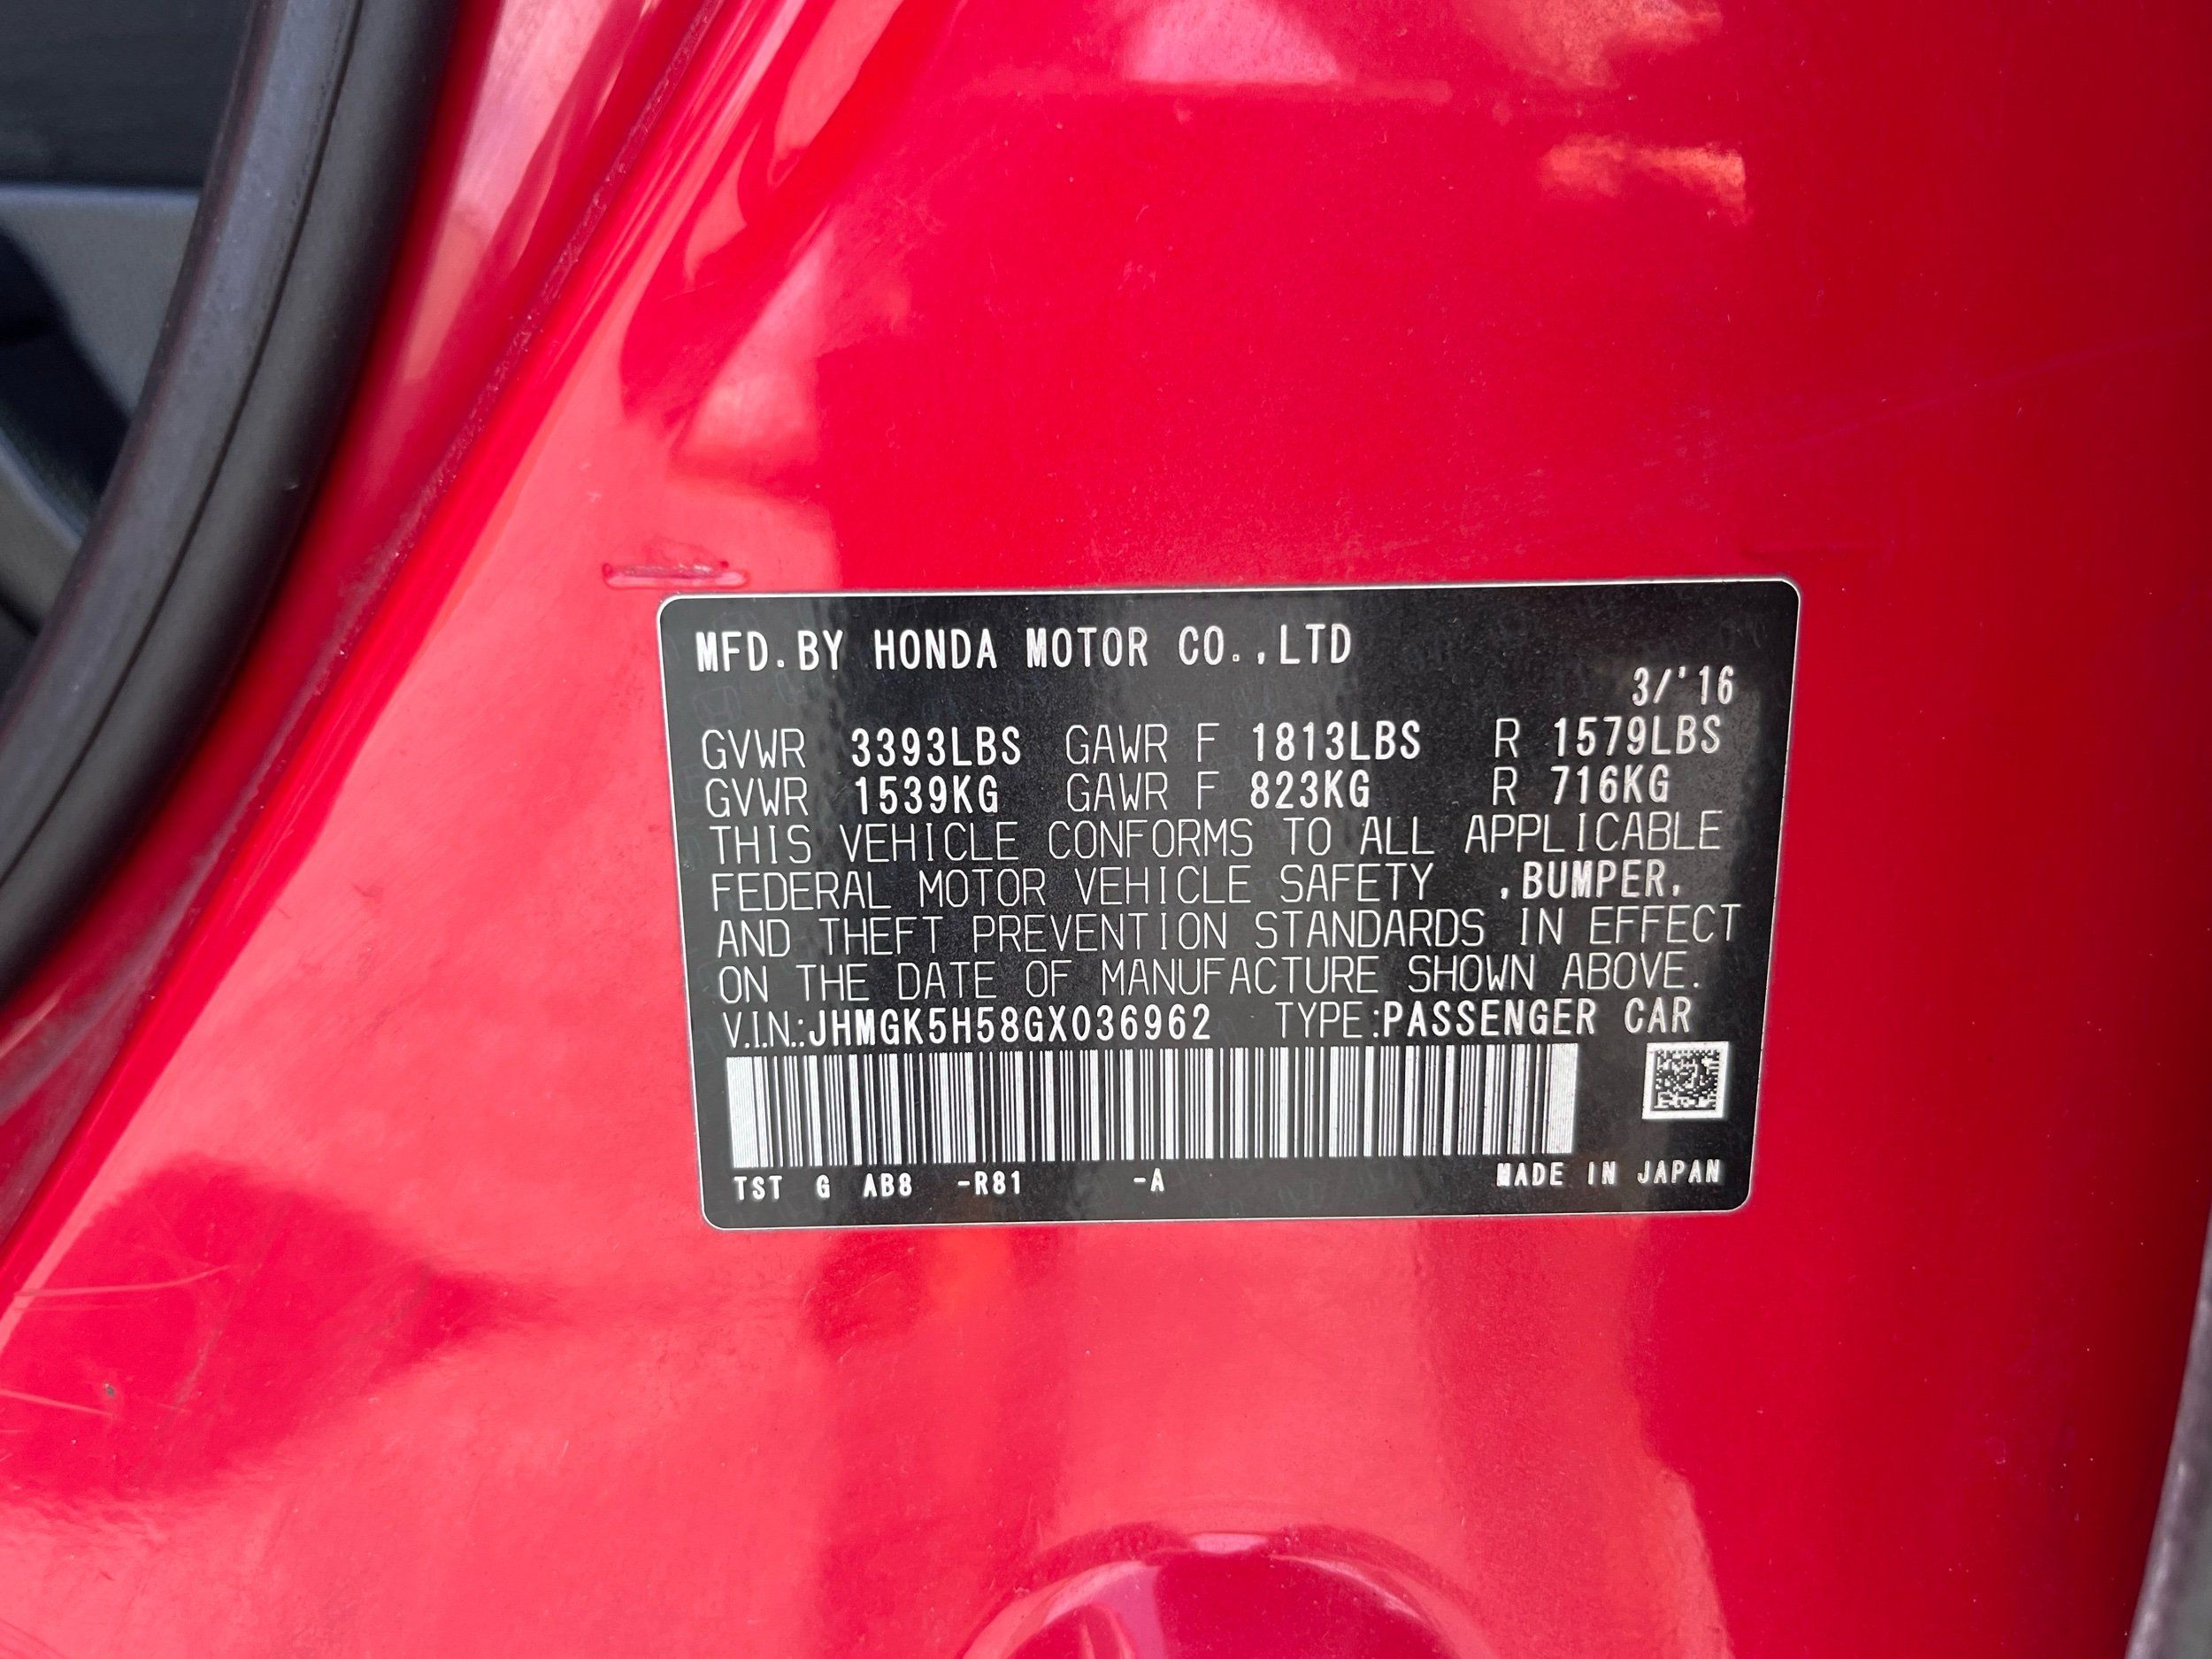 MFD.BY HONDA MOTOR CO.,LTD
3/'16
GVWR 3393LBS GAWR F 1813LBS R 1579LBS
GVWR 1539KG GAWR F 823KG R 716KG
THIS VEHICLE CONFORMS TO ALL APPLICABLE
FEDERAL MOTOR VEHICLE SAFETY ,BUMPER,
AND THEFT PREVENTION STANDARDS IN EFFECT
ON THE DATE OF MANUFACTURE SHOWN ABOVE.
V.I.N.:JHMGK5H58GX036962 TYPE:PASSENGER CAR
TST G AB8 -R81 -A MADE IN JAPAN